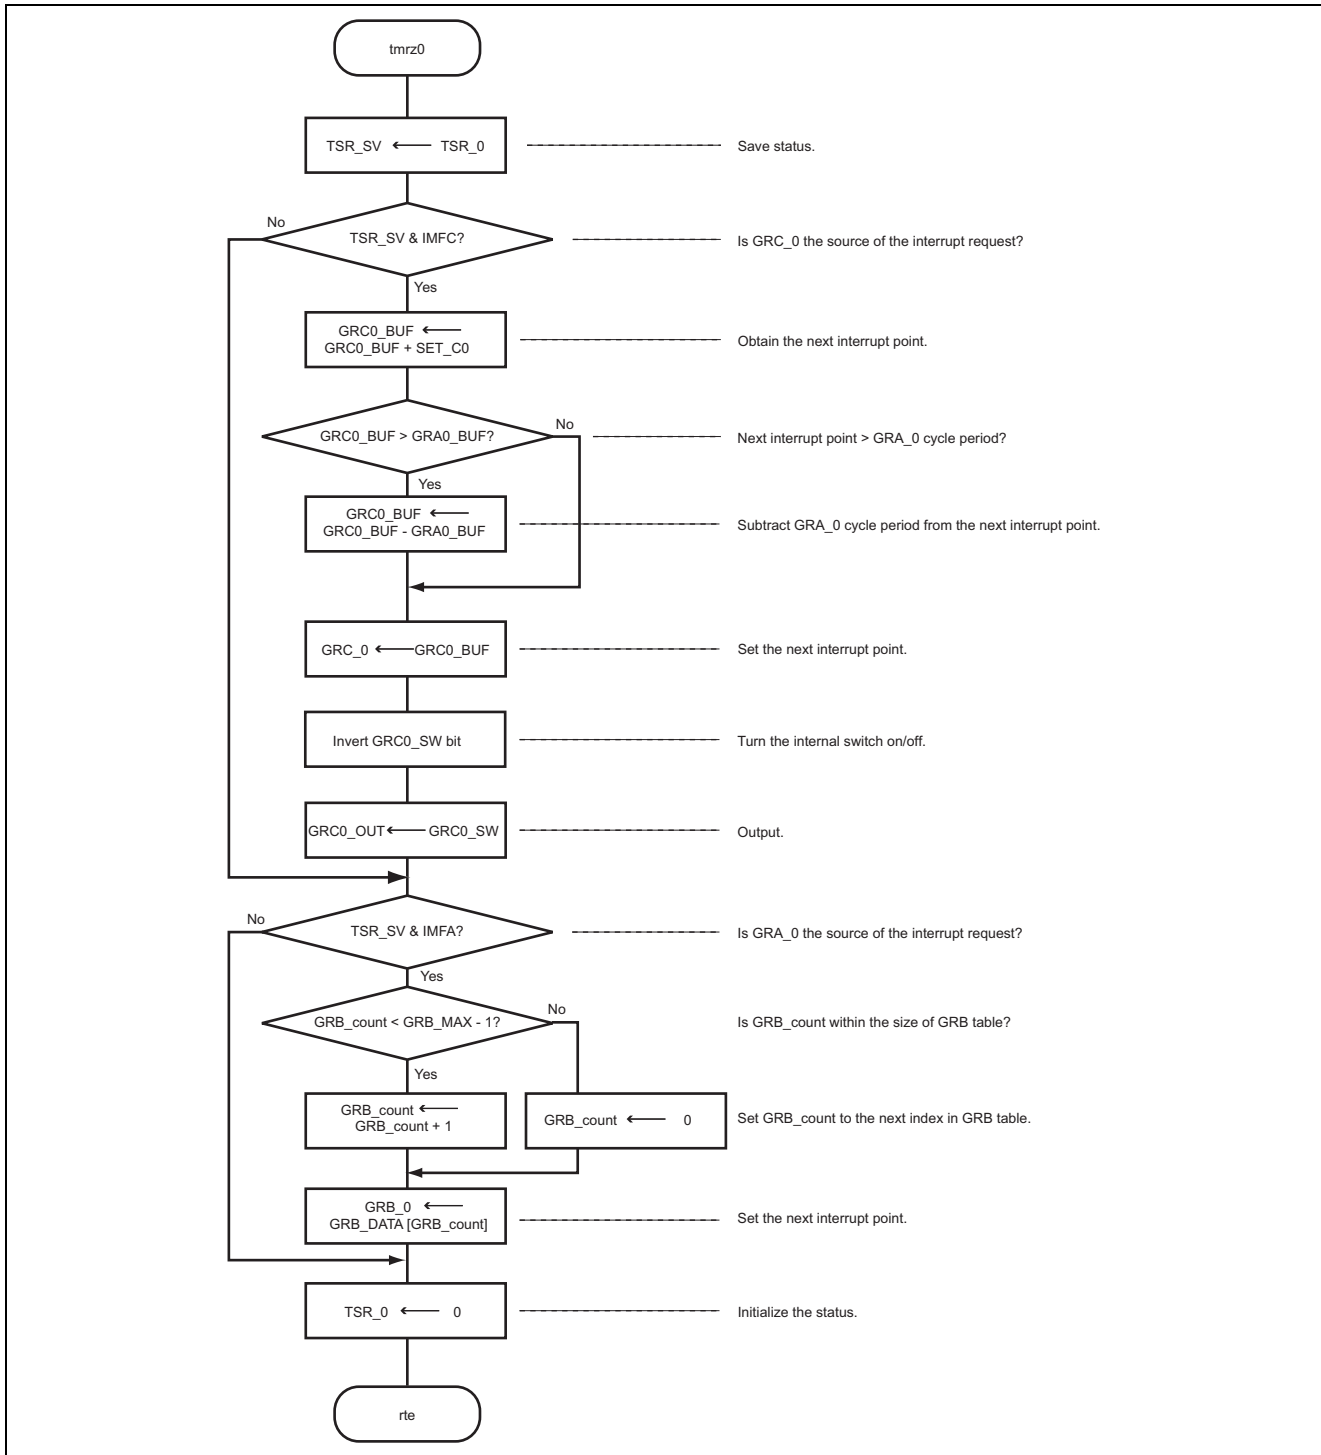 tmrz0
TSR_SV ← TSR_0
Save status.
No
TSR_SV & IMFC?
Is GRC_0 the source of the interrupt request?
Yes
GRC0_BUF ←
GRC0_BUF + SET_C0
Obtain the next interrupt point.
No
GRC0_BUF > GRA0_BUF?
Next interrupt point > GRA_0 cycle period?
Yes
GRC0_BUF ←
GRC0_BUF - GRA0_BUF
Subtract GRA_0 cycle period from the next interrupt point.
GRC_0 ← GRC0_BUF
Set the next interrupt point.
Invert GRC0_SW bit
Turn the internal switch on/off.
GRC0_OUT ← GRC0_SW
Output.
No
TSR_SV & IMFA?
Is GRA_0 the source of the interrupt request?
Yes
No
GRB_count < GRB_MAX - 1?
Is GRB_count within the size of GRB table?
Yes
GRB_count ←
GRB_count + 1
GRB_count ← 0
Set GRB_count to the next index in GRB table.
GRB_0 ←
GRB_DATA [GRB_count]
Set the next interrupt point.
TSR_0 ← 0
Initialize the status.
rte